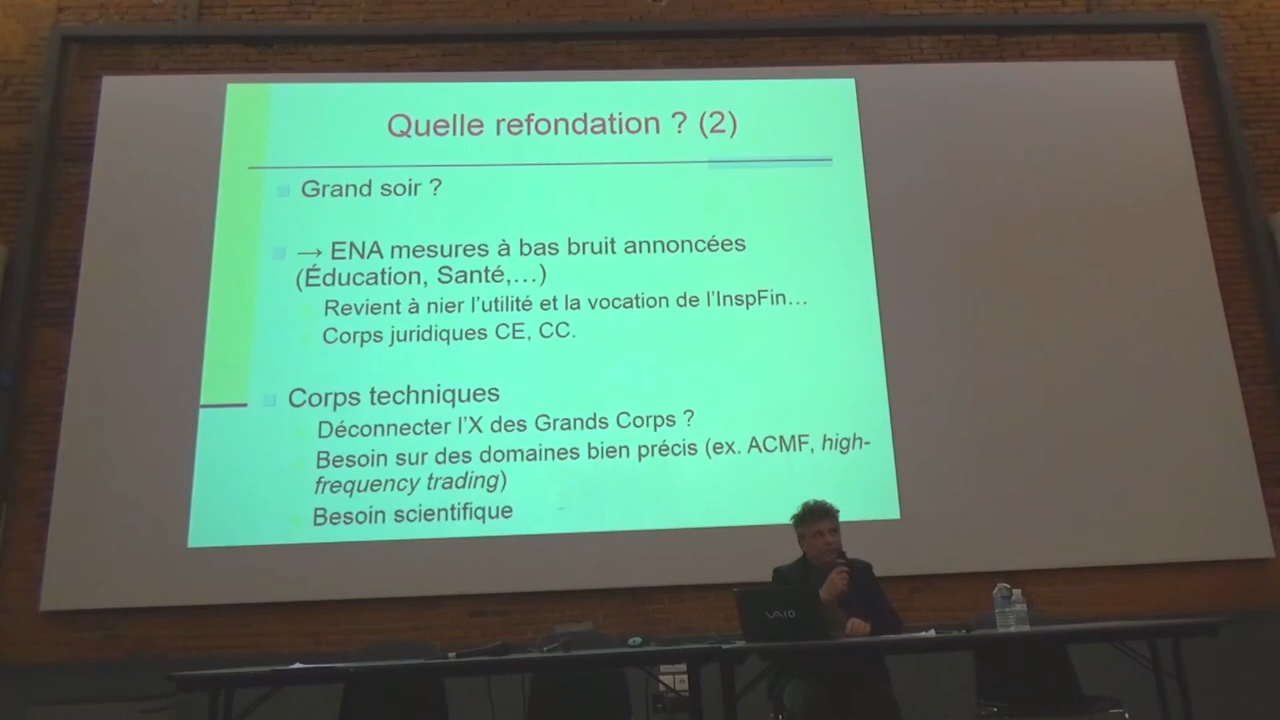 Quelle refondation ? (2)
Grand soir ?
→ ENA mesures à bas bruit annoncées
(Éducation, Santé,…)
Revient à nier l'utilité et la vocation de l'InspFin…
Corps juridiques CE, CC.
Corps techniques
Déconnecter l'X des Grands Corps ?
Besoin sur des domaines bien précis (ex. ACMF, high-
frequency trading)
Besoin scientifique
VAIO